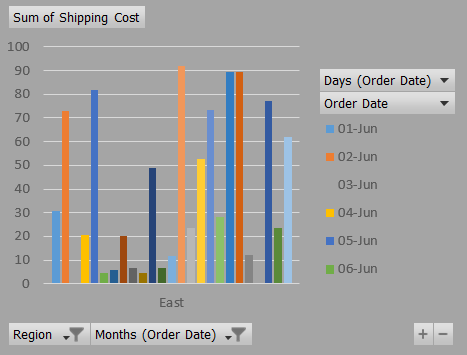 Sum of Shipping Cost
100
90
80
70
60
50
40
30
20
10
0
East
Days (Order Date)
Order Date
01-Jun
02-Jun
03-Jun
04-Jun
05-Jun
06-Jun
Region
Months (Order Date)
+ -